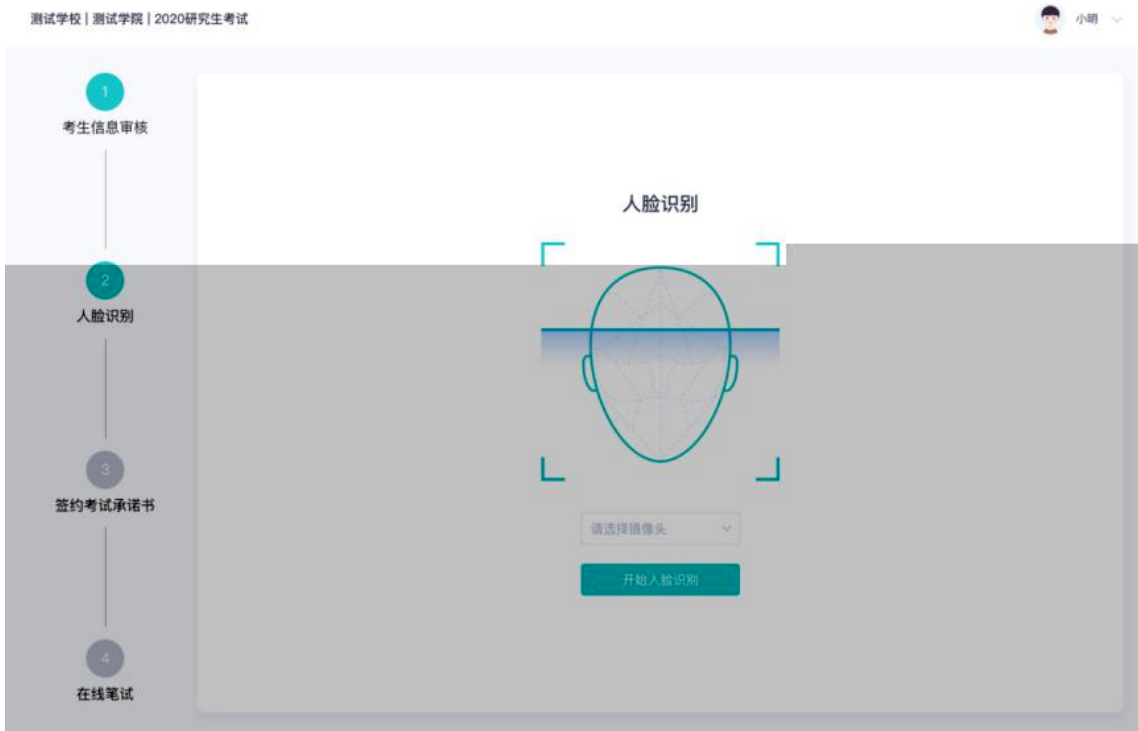 测试学校 | 测试学院 | 2020研究生考试
小明
1
考生信息审核
人脸识别
2
人脸识别
3
签约考试承诺书
请选择摄像头
开始人脸识别
4
在线笔试